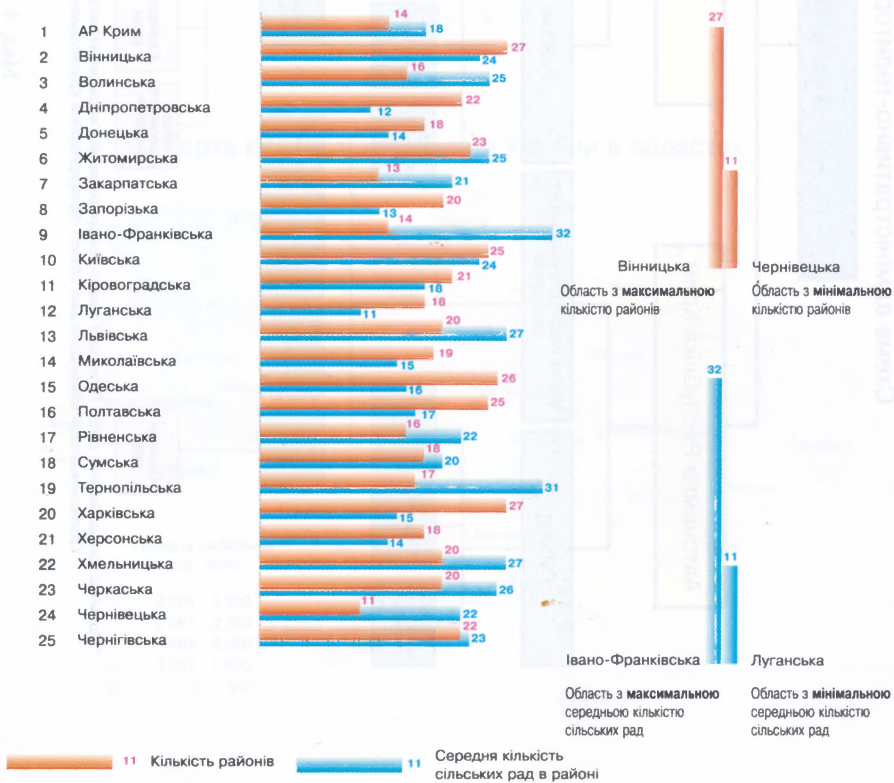 14
1 АР Крим 18
27
2 Вінницька 24
16
3 Волинська 25
22
4 Дніпропетровська 12
18
5 Донецька 14
23
6 Житомирська 25
13
7 Закарпатська 21
20
8 Запорізька 13
14
9 Івано-Франківська 32
25
10 Київська 24
21
11 Кіровоградська 18
18
12 Луганська 11
20
13 Львівська 27
19
14 Миколаївська 15
26
15 Одеська 16
25
16 Полтавська 17
16
17 Рівненська 22
18
18 Сумська 20
17
19 Тернопільська 31
27
20 Харківська 15
18
21 Херсонська 14
20
22 Хмельницька 27
20
23 Черкаська 26
11
24 Чернівецька 22
22
25 Чернігівська 23
27
11
Вінницька Чернівецька
Область з максимальною
кількістю районів
Область з мінімальною
кількістю районів
32
11
Івано-Франківська Луганська
Область з максимальною
середньою кількістю
сільських рад
Область з мінімальною
середньою кількістю
сільських рад
11 Кількість районів
11 Середня кількість
сільських рад в районі